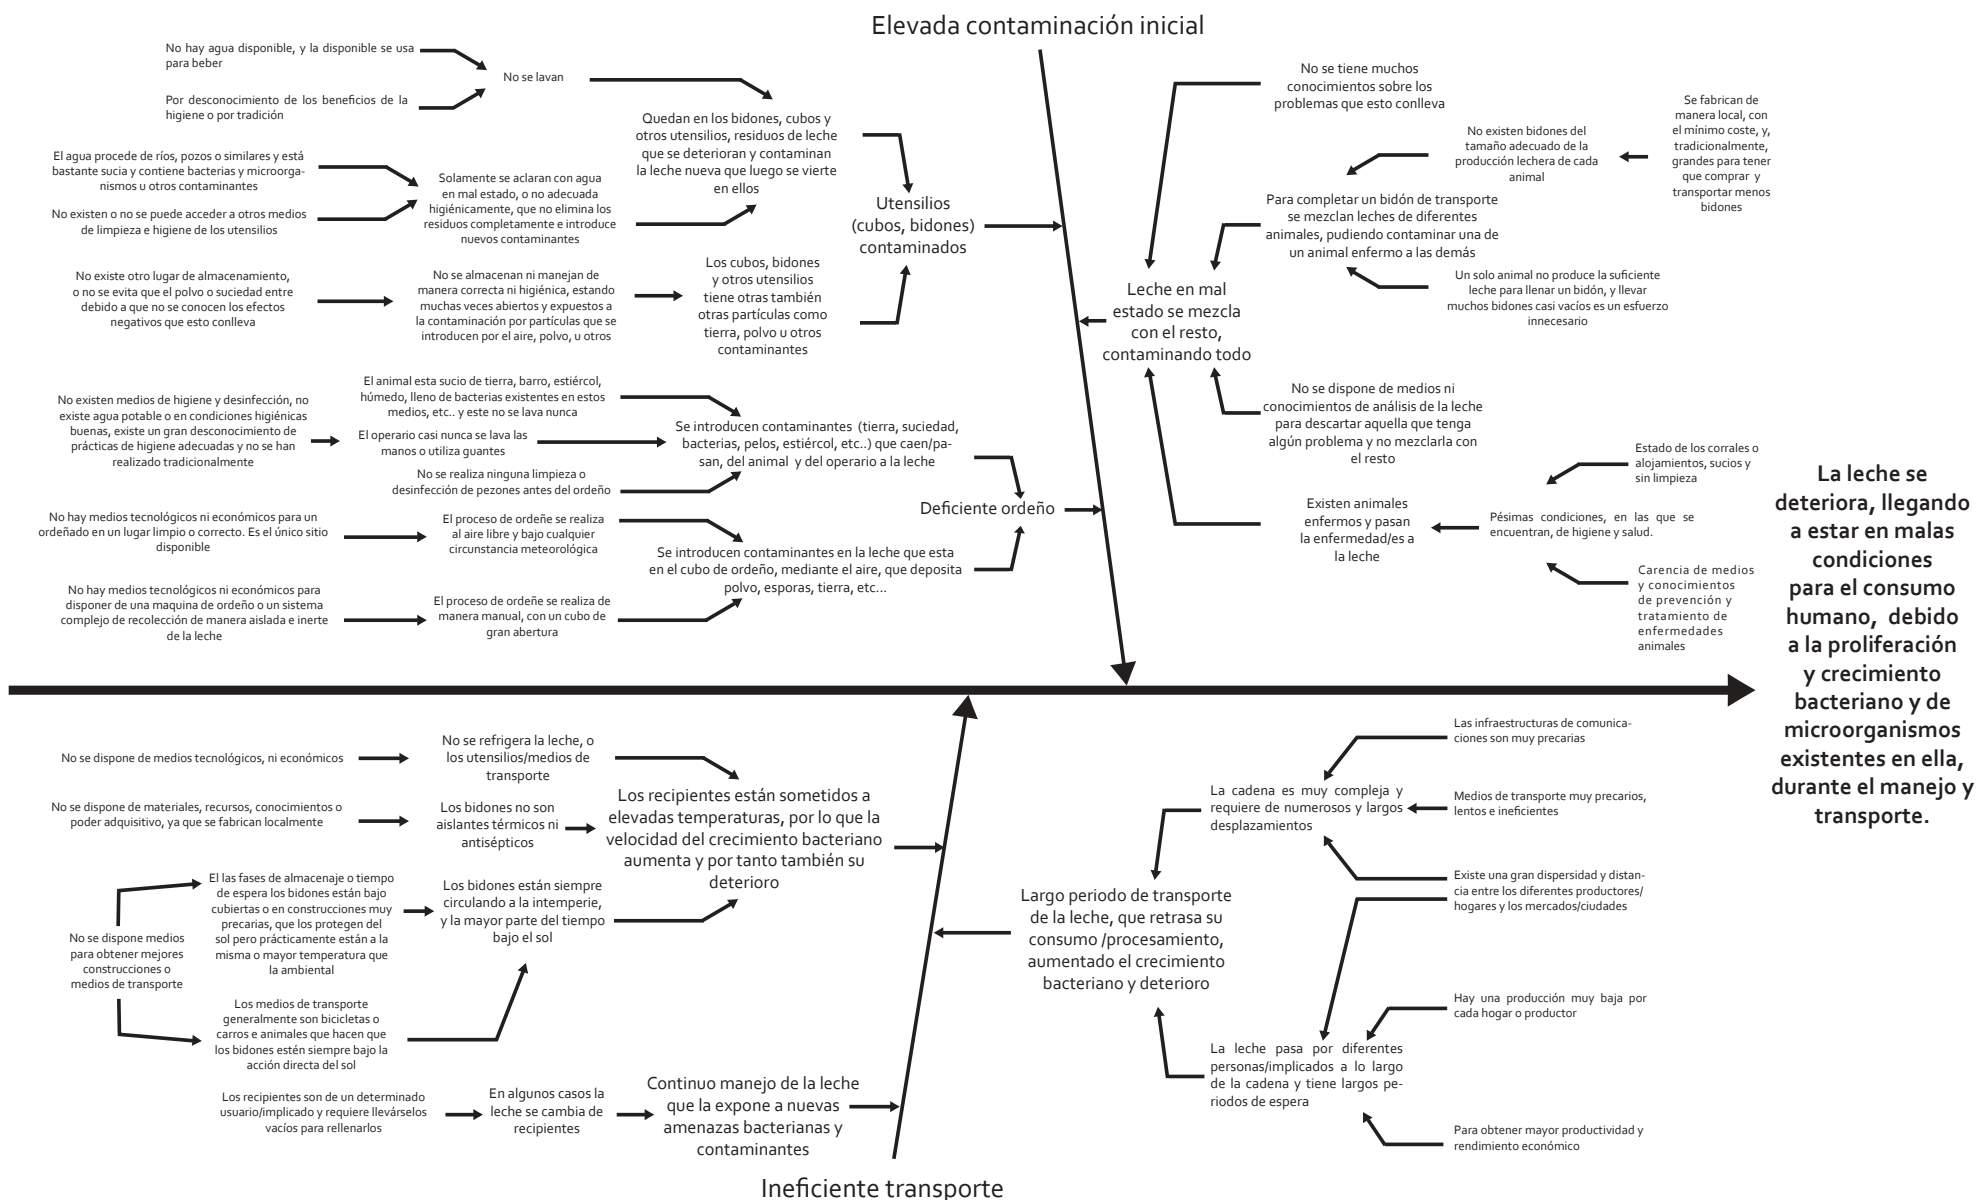 Elevada contaminación inicial
No hay agua disponible, y la disponible se usa
para beber
No se lavan
Por desconocimiento de los beneficios de la
higiene o por tradición
Quedan en los bidones, cubos y
otros utensilios, residuos de leche
que se deterioran y contaminan
la leche nueva que luego se vierte
en ellos
El agua procede de ríos, pozos o similares y está
bastante sucia y contiene bacterias y microorga-
nismos u otros contaminantes
No existen o no se puede acceder a otros medios
de limpieza e higiene de los utensilios
Solamente se aclaran con agua
en mal estado, o no adecuada
higiénicamente, que no elimina los
residuos completamente e introduce
nuevos contaminantes
Utensilios
(cubos, bidones)
contaminados
No existe otro lugar de almacenamiento,
o no se evita que el polvo o suciedad entre
debido a que no se conocen los efectos
negativos que esto conlleva
No se almacenan ni manejan de
manera correcta ni higiénica, estando
muchas veces abiertos y expuestos a
la contaminación por partículas que se
introducen por el aire, polvo, u otros
Los cubos, bidones
y otros utensilios
tiene otras también
otras partículas como
tierra, polvo u otros
contaminantes
No existen medios de higiene y desinfección, no
existe agua potable o en condiciones higiénicas
buenas, existe un gran desconocimiento de
prácticas de higiene adecuadas y no se han
realizado tradicionalmente
El animal esta sucio de tierra, barro, estiércol,
húmedo, lleno de bacterias existentes en estos
medios, etc.. y este no se lava nunca
El operario casi nunca se lava las
manos o utiliza guantes
No se realiza ninguna limpieza o
desinfección de pezones antes del ordeño
Se introducen contaminantes (tierra, suciedad,
bacterias, pelos, estiércol, etc..) que caen/pa-
san, del animal y del operario a la leche
Deficiente ordeño
No hay medios tecnológicos ni económicos para un
ordeñado en un lugar limpio o correcto. Es el único sitio
disponible
El proceso de ordeñe se realiza
al aire libre y bajo cualquier
circunstancia meteorológica
Se introducen contaminantes en la leche que esta
en el cubo de ordeño, mediante el aire, que deposita
polvo, esporas, tierra, etc...
No hay medios tecnológicos ni económicos para
disponer de una maquina de ordeño o un sistema
complejo de recolección de manera aislada e inerte
de la leche
El proceso de ordeñe se realiza de
manera manual, con un cubo de
gran abertura
No se tiene muchos
conocimientos sobre los
problemas que esto conlleva
Se fabrican de
manera local, con
el mínimo coste, y,
tradicionalmente,
grandes para tener
que comprar y
transportar menos
bidones
No existen bidones del
tamaño adecuado de la
producción lechera de cada
animal
Para completar un bidón de transporte
se mezclan leches de diferentes
animales, pudiendo contaminar una de
un animal enfermo a las demás
Un solo animal no produce la suficiente
leche para llenar un bidón, y llevar
muchos bidones casi vacíos es un esfuerzo
innecesario
Leche en mal
estado se mezcla
con el resto,
contaminando todo
No se dispone de medios ni
conocimientos de análisis de la leche
para descartar aquella que tenga
algún problema y no mezclarla con
el resto
Estado de los corrales o
alojamientos, sucios y
sin limpieza
Existen animales
enfermos y pasan
la enfermedad/es a
la leche
Pésimas condiciones, en las que se
encuentran, de higiene y salud.
Carencia de medios
y conocimientos
de prevención y
tratamiento de
enfermedades
animales
La leche se
deteriora, llegando
a estar en malas
condiciones
para el consumo
humano, debido
a la proliferación
y crecimiento
bacteriano y de
microorganismos
existentes en ella,
durante el manejo y
transporte.
No se dispone de medios tecnológicos, ni económicos
No se refrigera la leche, o
los utensilios/medios de
transporte
No se dispone de materiales, recursos, conocimientos o
poder adquisitivo, ya que se fabrican localmente
Los bidones no son
aislantes térmicos ni
antisépticos
Los recipientes están sometidos a
elevadas temperaturas, por lo que la
velocidad del crecimiento bacteriano
aumenta y por tanto también su
deterioro
No se dispone medios
para obtener mejores
construcciones o
medios de transporte
El las fases de almacenaje o tiempo
de espera los bidones están bajo
cubiertas o en construcciones muy
precarias, que los protegen del
sol pero prácticamente están a la
misma o mayor temperatura que
la ambiental
Los bidones están siempre
circulando a la intemperie,
y la mayor parte del tiempo
bajo el sol
Los medios de transporte
generalmente son bicicletas o
carros e animales que hacen que
los bidones estén siempre bajo la
acción directa del sol
Los recipientes son de un determinado
usuario/implicado y requiere llevárselos
vacíos para rellenarlos
En algunos casos la
leche se cambia de
recipientes
Continuo manejo de la leche
que la expone a nuevas
amenazas bacterianas y
contaminantes
Las infraestructuras de comunica-
ciones son muy precarias
La cadena es muy compleja y
requiere de numerosos y largos
desplazamientos
Medios de transporte muy precarios,
lentos e ineficientes
Existe una gran dispersidad y distan-
cia entre los diferentes productores/
hogares y los mercados/ciudades
Largo periodo de transporte
de la leche, que retrasa su
consumo /procesamiento,
aumentado el crecimiento
bacteriano y deterioro
Hay una producción muy baja por
cada hogar o productor
La leche pasa por diferentes
personas/implicados a lo largo
de la cadena y tiene largos pe-
riodos de espera
Para obtener mayor productividad y
rendimiento económico
Ineficiente transporte